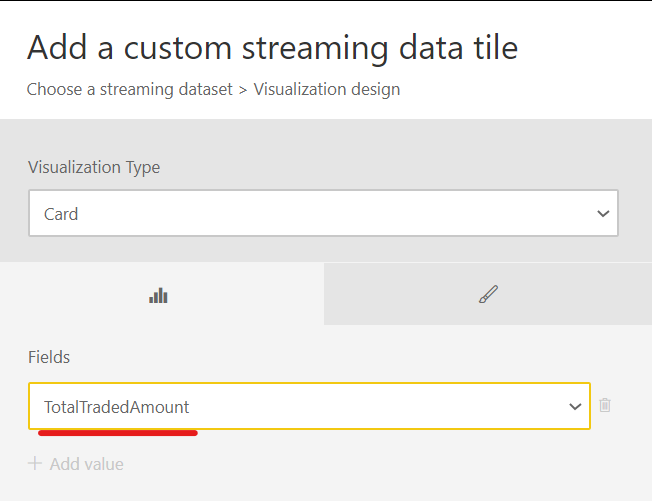 Add a custom streaming data tile
Choose a streaming dataset > Visualization design
Visualization Type
Card
Fields
TotalTradedAmount
+ Add value